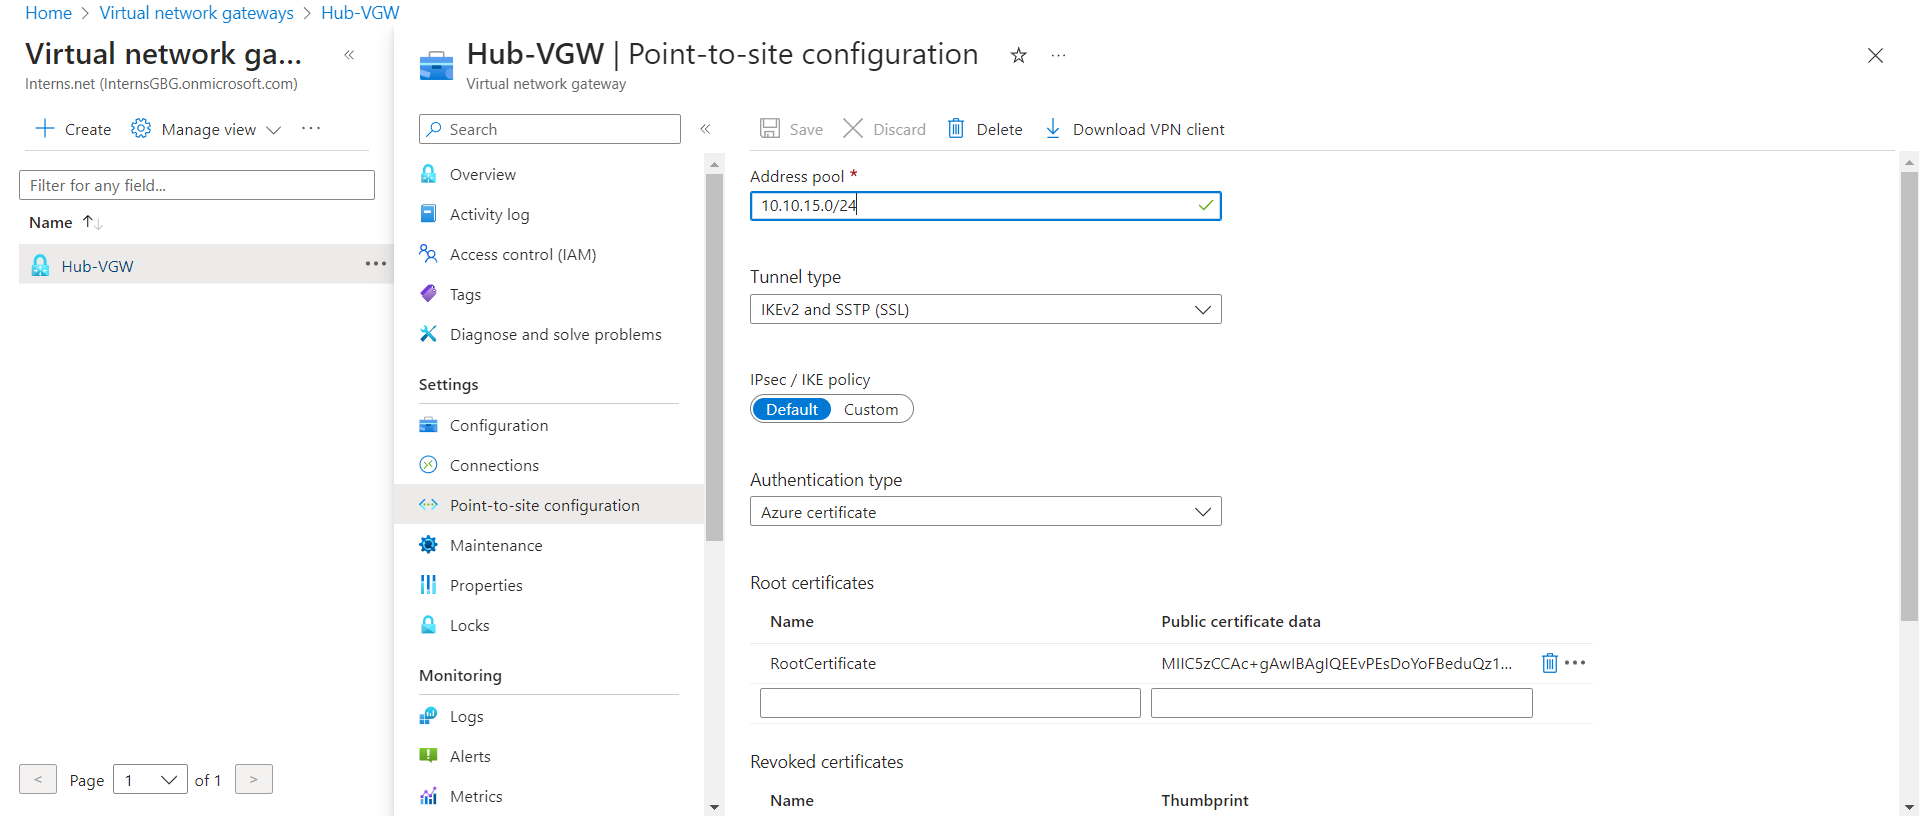 Home > Virtual network gateways > Hub-VGW
Virtual network ga...
Interns.net (InternsGBG.onmicrosoft.com)
Create
Manage view
Filter for any field...
Name
Hub-VGW
< Page 1 of 1 >
Hub-VGW | Point-to-site configuration
Virtual network gateway
Search
Overview
Activity log
Access control (IAM)
Tags
Diagnose and solve problems
Settings
Configuration
Connections
Point-to-site configuration
Maintenance
Properties
Locks
Monitoring
Logs
Alerts
Metrics
Save
Discard
Delete
Download VPN client
Address pool *
10.10.15.0/24
Tunnel type
IKEv2 and SSTP (SSL)
IPsec / IKE policy
Default Custom
Authentication type
Azure certificate
Root certificates
Name Public certificate data
RootCertificate MIIC5zCCAc+gAwIBAgIQEEvPEsDoYoFBeduQz1...
Revoked certificates
Name Thumbprint